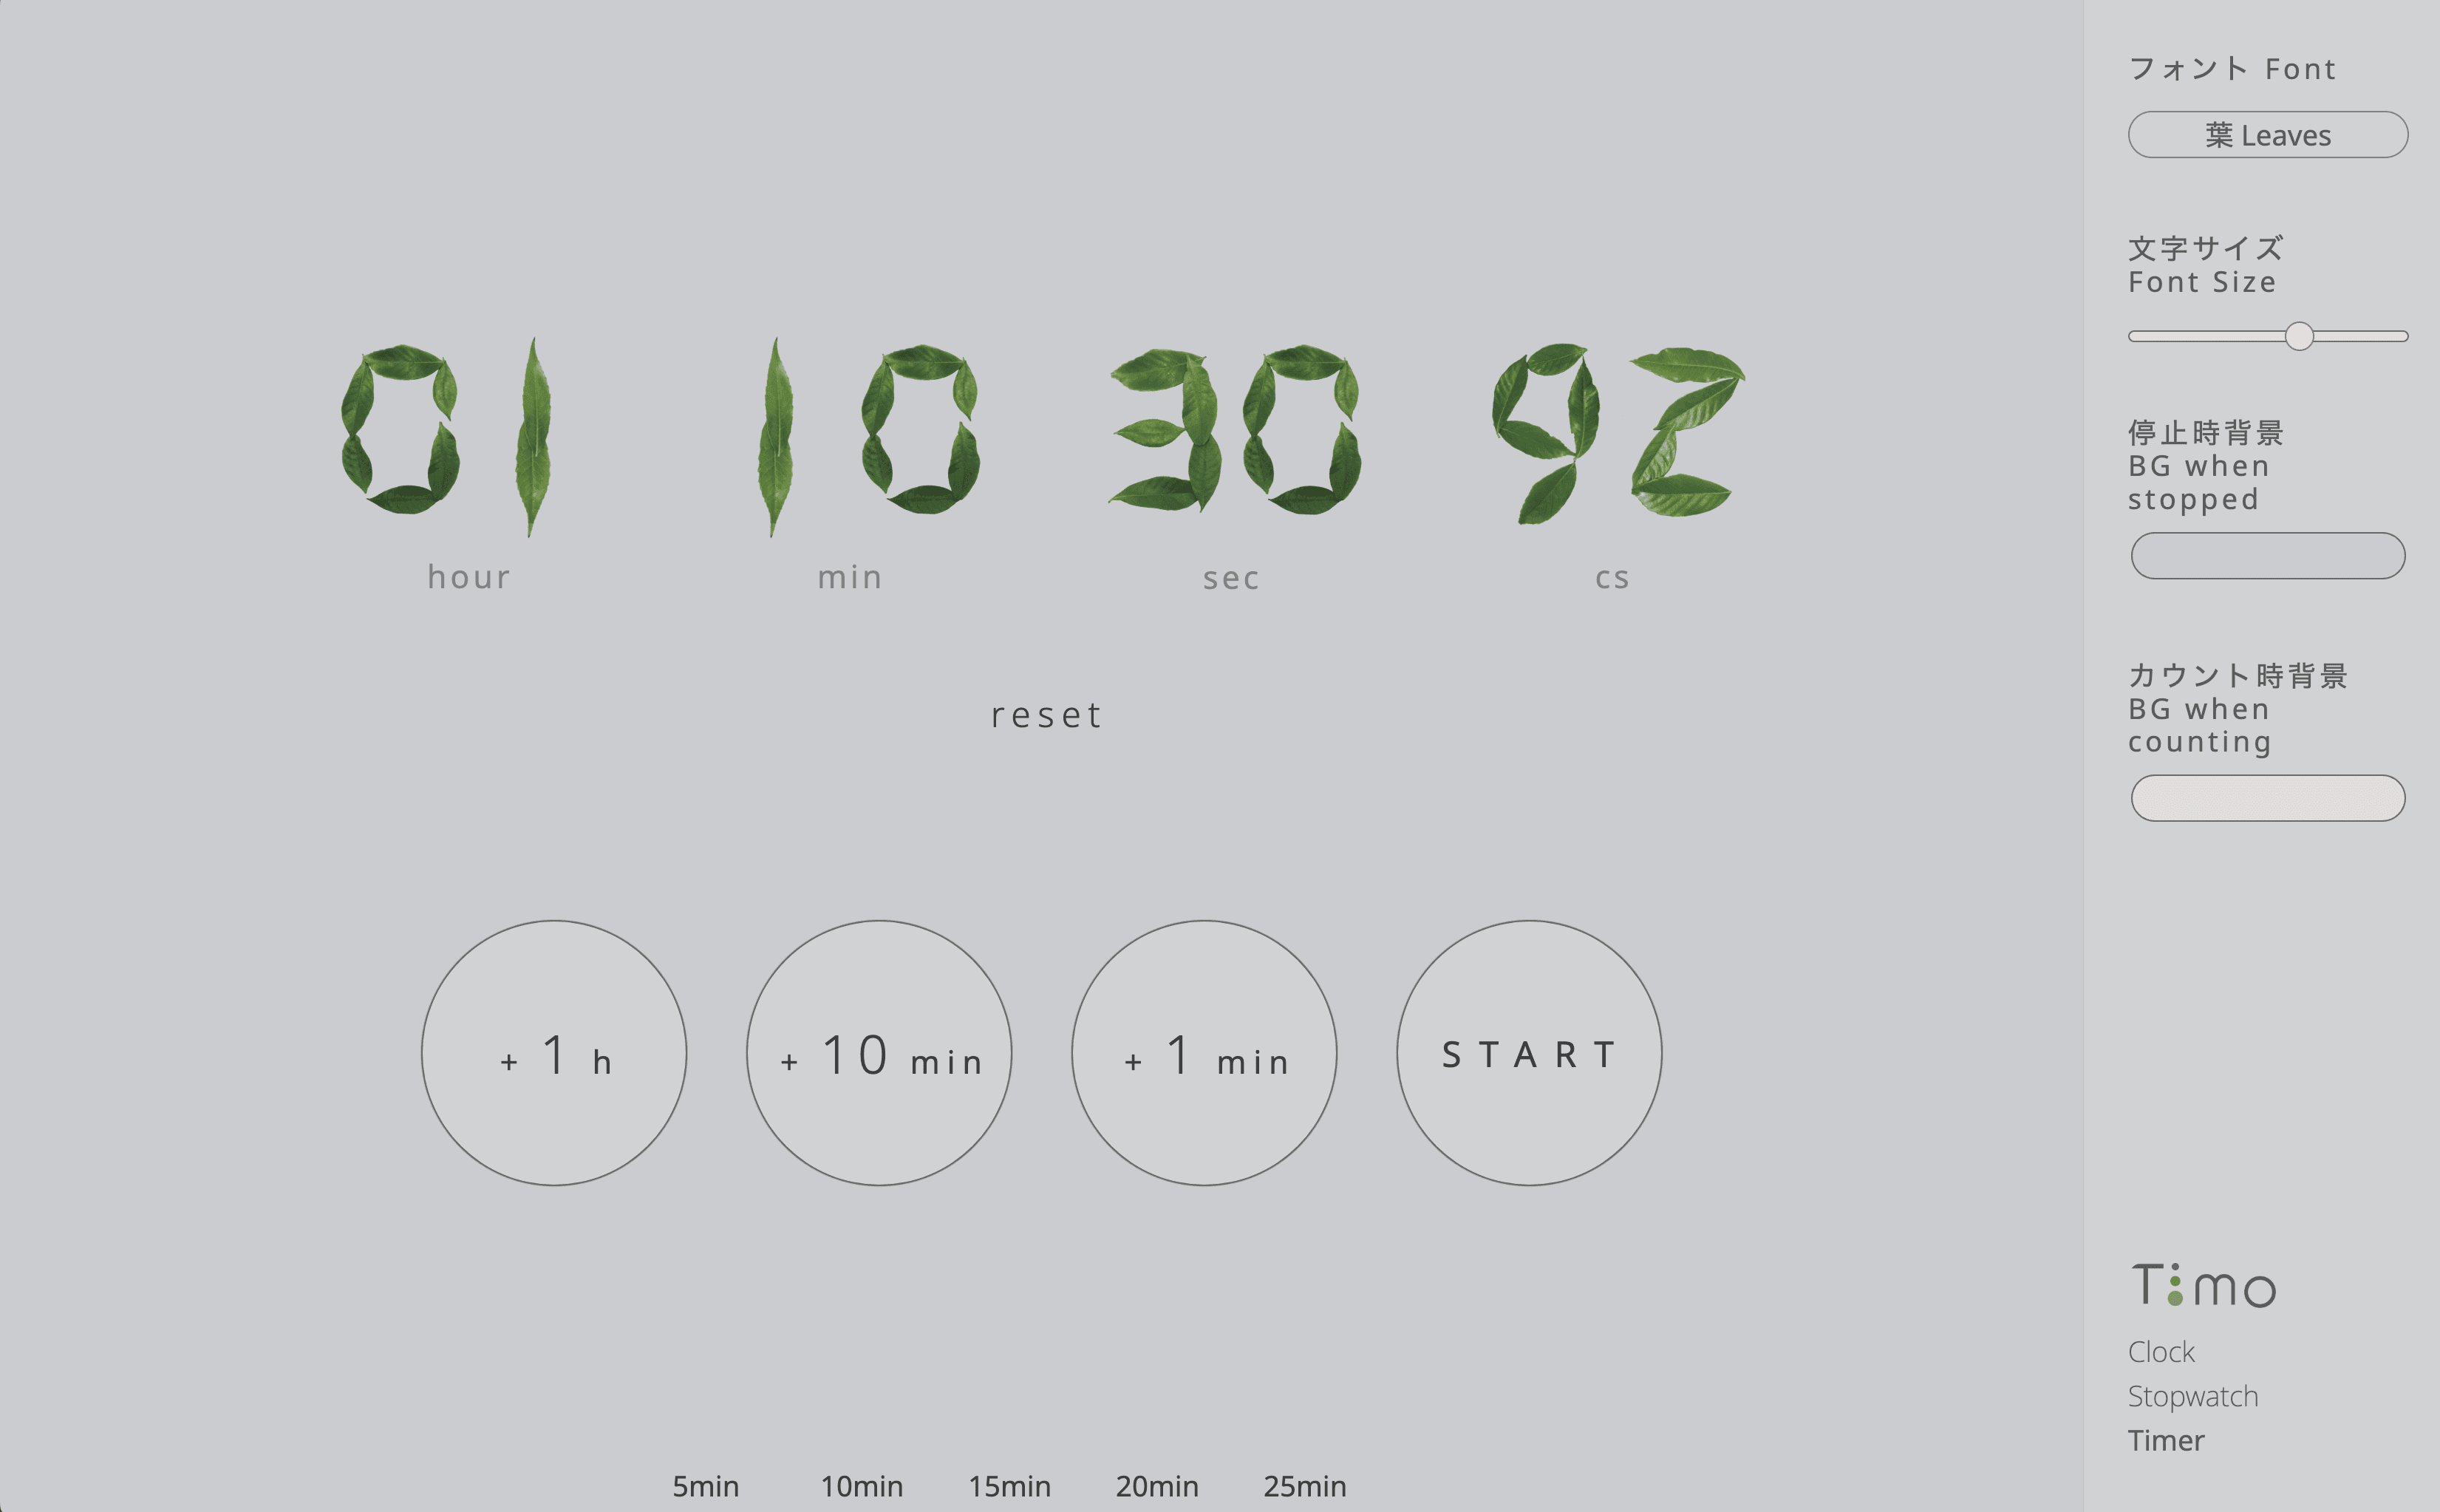 01 10 30 92
hour min sec cs
reset
+ 1 h
+ 10 min
+ 1 min
START
5min 10min 15min 20min 25min
フォント Font
葉 Leaves
文字サイズ
Font Size
停止時背景
BG when
stopped
カウント時背景
BG when
counting
Timo
Clock
Stopwatch
Timer